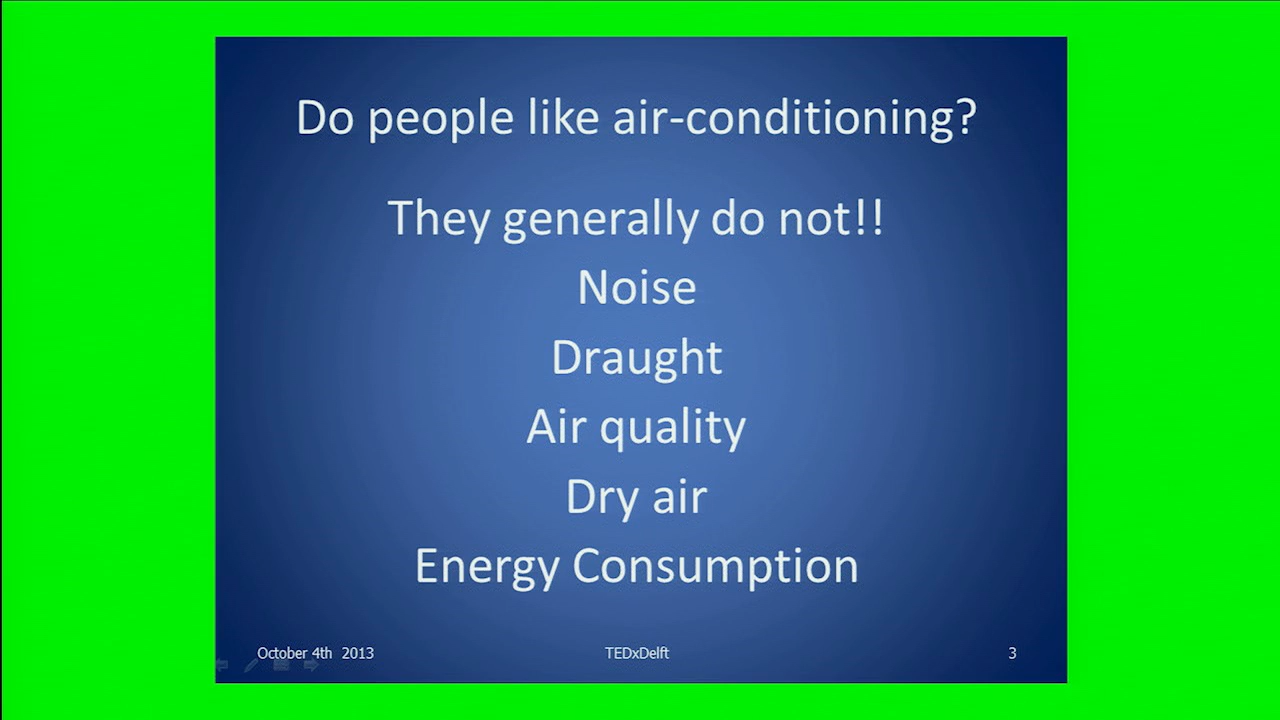 Do people like air-conditioning?
They generally do not!!
Noise
Draught
Air quality
Dry air
Energy Consumption
October 4th 2013
TEDxDelft
3